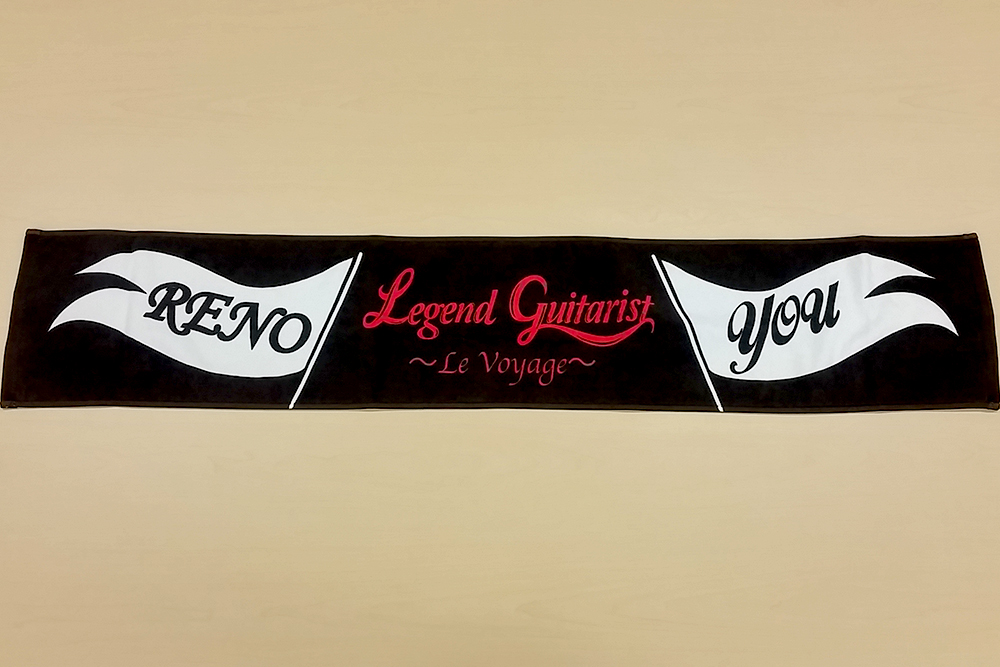 RENO
Legend Guitarist
～Le Voyage～
YOU